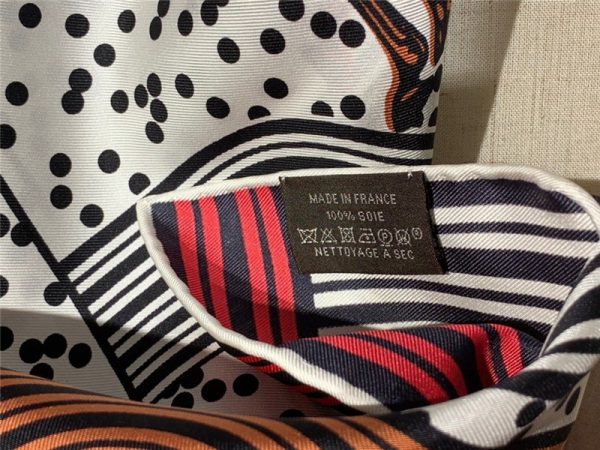 MADE IN FRANCE
100% SOIE
NETTOYAGE A SEC